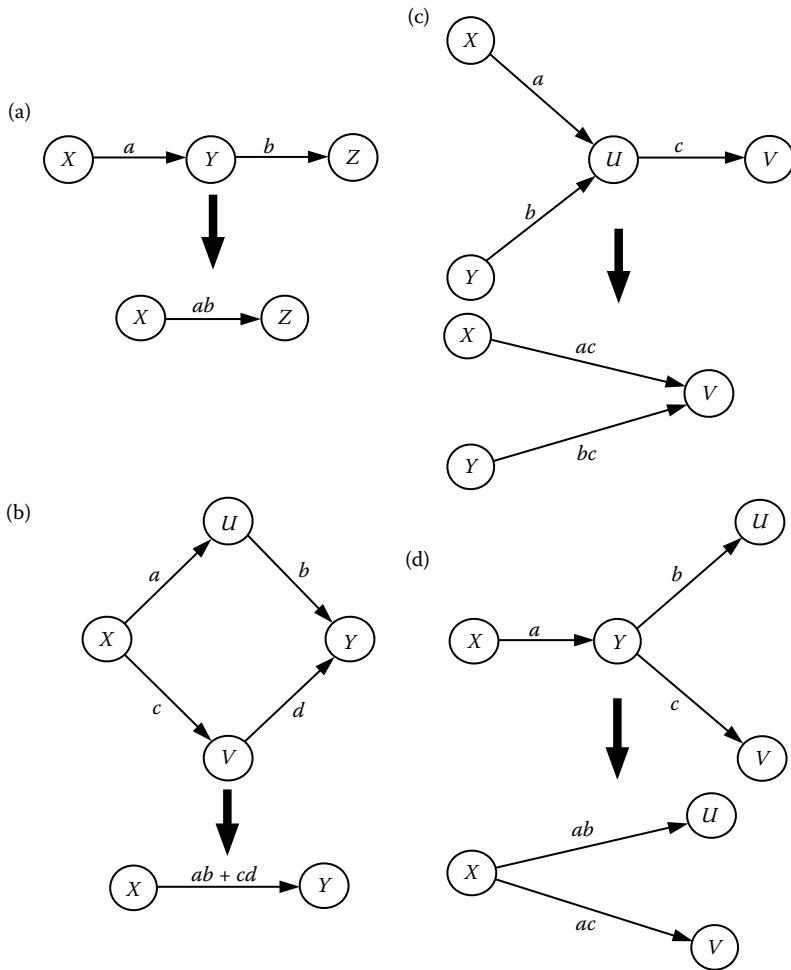 (a)
X a Y b Z
X ab Z
(b)
U
a b
X Y
c d
V
X ab + cd Y
(c)
X
a
U c V
b
Y
X ac
V
Y bc
(d)
U
b
X a Y
c
V
ab U
X
ac V